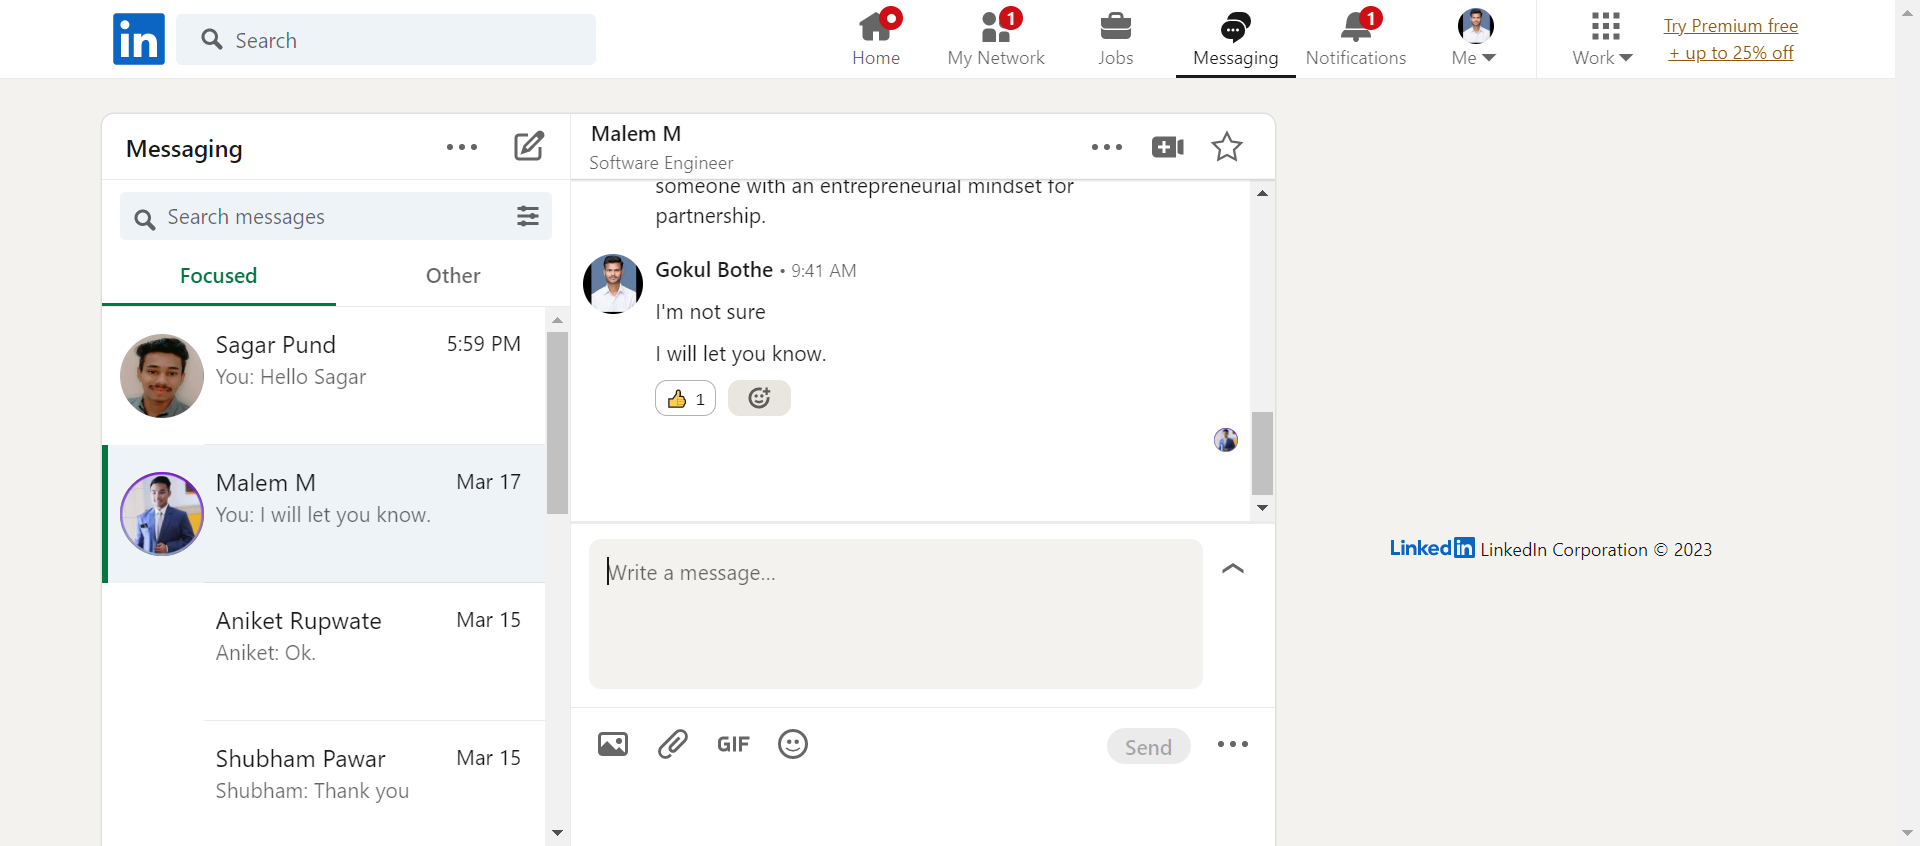 in
Search
Home
1
My Network
Jobs
Messaging
1
Notifications
Me
Work
Try Premium free
+ up to 25% off
Messaging
Search messages
Focused
Other
Sagar Pund
5:59 PM
You: Hello Sagar
Malem M
Mar 17
You: I will let you know.
Aniket Rupwate
Mar 15
Aniket: Ok.
Shubham Pawar
Mar 15
Shubham: Thank you
Malem M
Software Engineer
someone with an entrepreneurial mindset for
partnership.
Gokul Bothe • 9:41 AM
I'm not sure
I will let you know.
1
Write a message...
GIF
Send
Linkedin LinkedIn Corporation © 2023